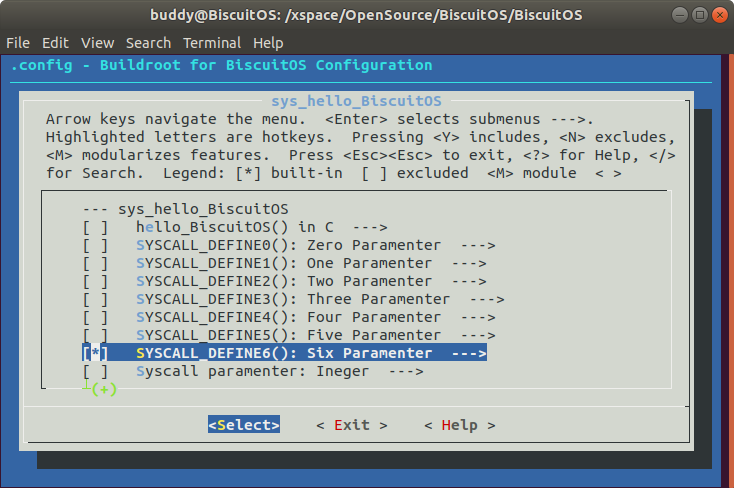 buddy@BiscuitOS: /xspace/OpenSource/BiscuitOS/BiscuitOS
File Edit View Search Terminal Help
.config - Buildroot for BiscuitOS Configuration
sys_hello_BiscuitOS
Arrow keys navigate the menu.  <Enter> selects submenus --->.
Highlighted letters are hotkeys.  Pressing <Y> includes, <N> excludes,
<M> modularizes features.  Press <Esc><Esc> to exit, <?> for Help, </>
for Search.  Legend: [*] built-in  [ ] excluded  <M> module  < >
--- sys_hello_BiscuitOS
[ ]   hello_BiscuitOS() in C  --->
[ ]   SYSCALL_DEFINE0(): Zero Paramenter  --->
[ ]   SYSCALL_DEFINE1(): One Paramenter  --->
[ ]   SYSCALL_DEFINE2(): Two Paramenter  --->
[ ]   SYSCALL_DEFINE3(): Three Paramenter  --->
[ ]   SYSCALL_DEFINE4(): Four Paramenter  --->
[ ]   SYSCALL_DEFINE5(): Five Paramenter  --->
[*]   SYSCALL_DEFINE6(): Six Paramenter  --->
[ ]   Syscall paramenter: Ineger  --->
(+)
<Select>    < Exit >    < Help >